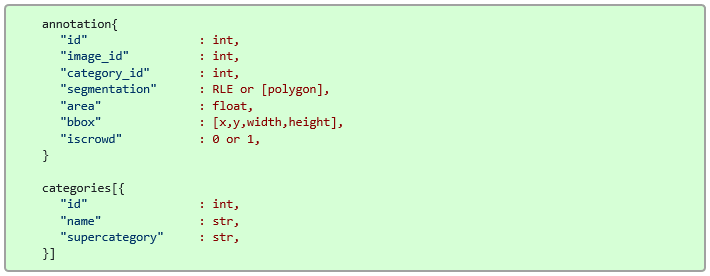 annotation{
"id" : int,
"image_id" : int,
"category_id" : int,
"segmentation" : RLE or [polygon],
"area" : float,
"bbox" : [x,y,width,height],
"iscrowd" : 0 or 1,
}
categories[{
"id" : int,
"name" : str,
"supercategory" : str,
}]